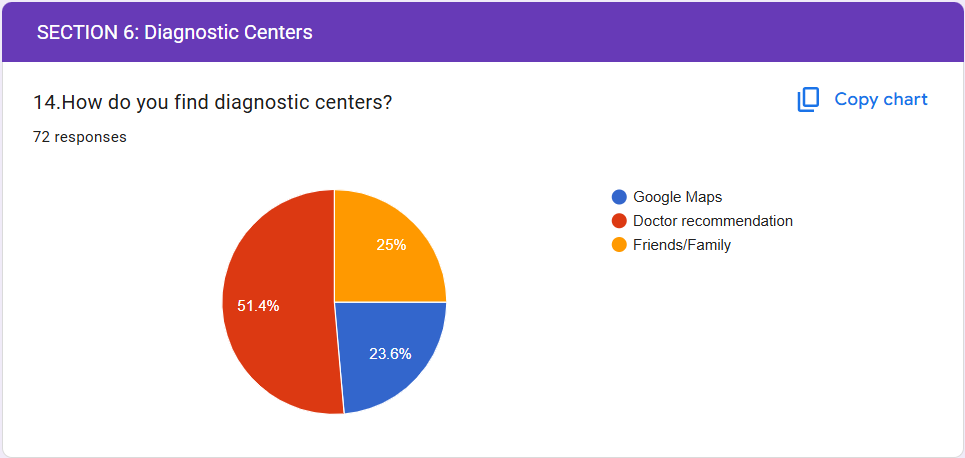 SECTION 6: Diagnostic Centers
14.How do you find diagnostic centers?
Copy chart
72 responses
Google Maps
Doctor recommendation
Friends/Family
25%
51.4%
23.6%